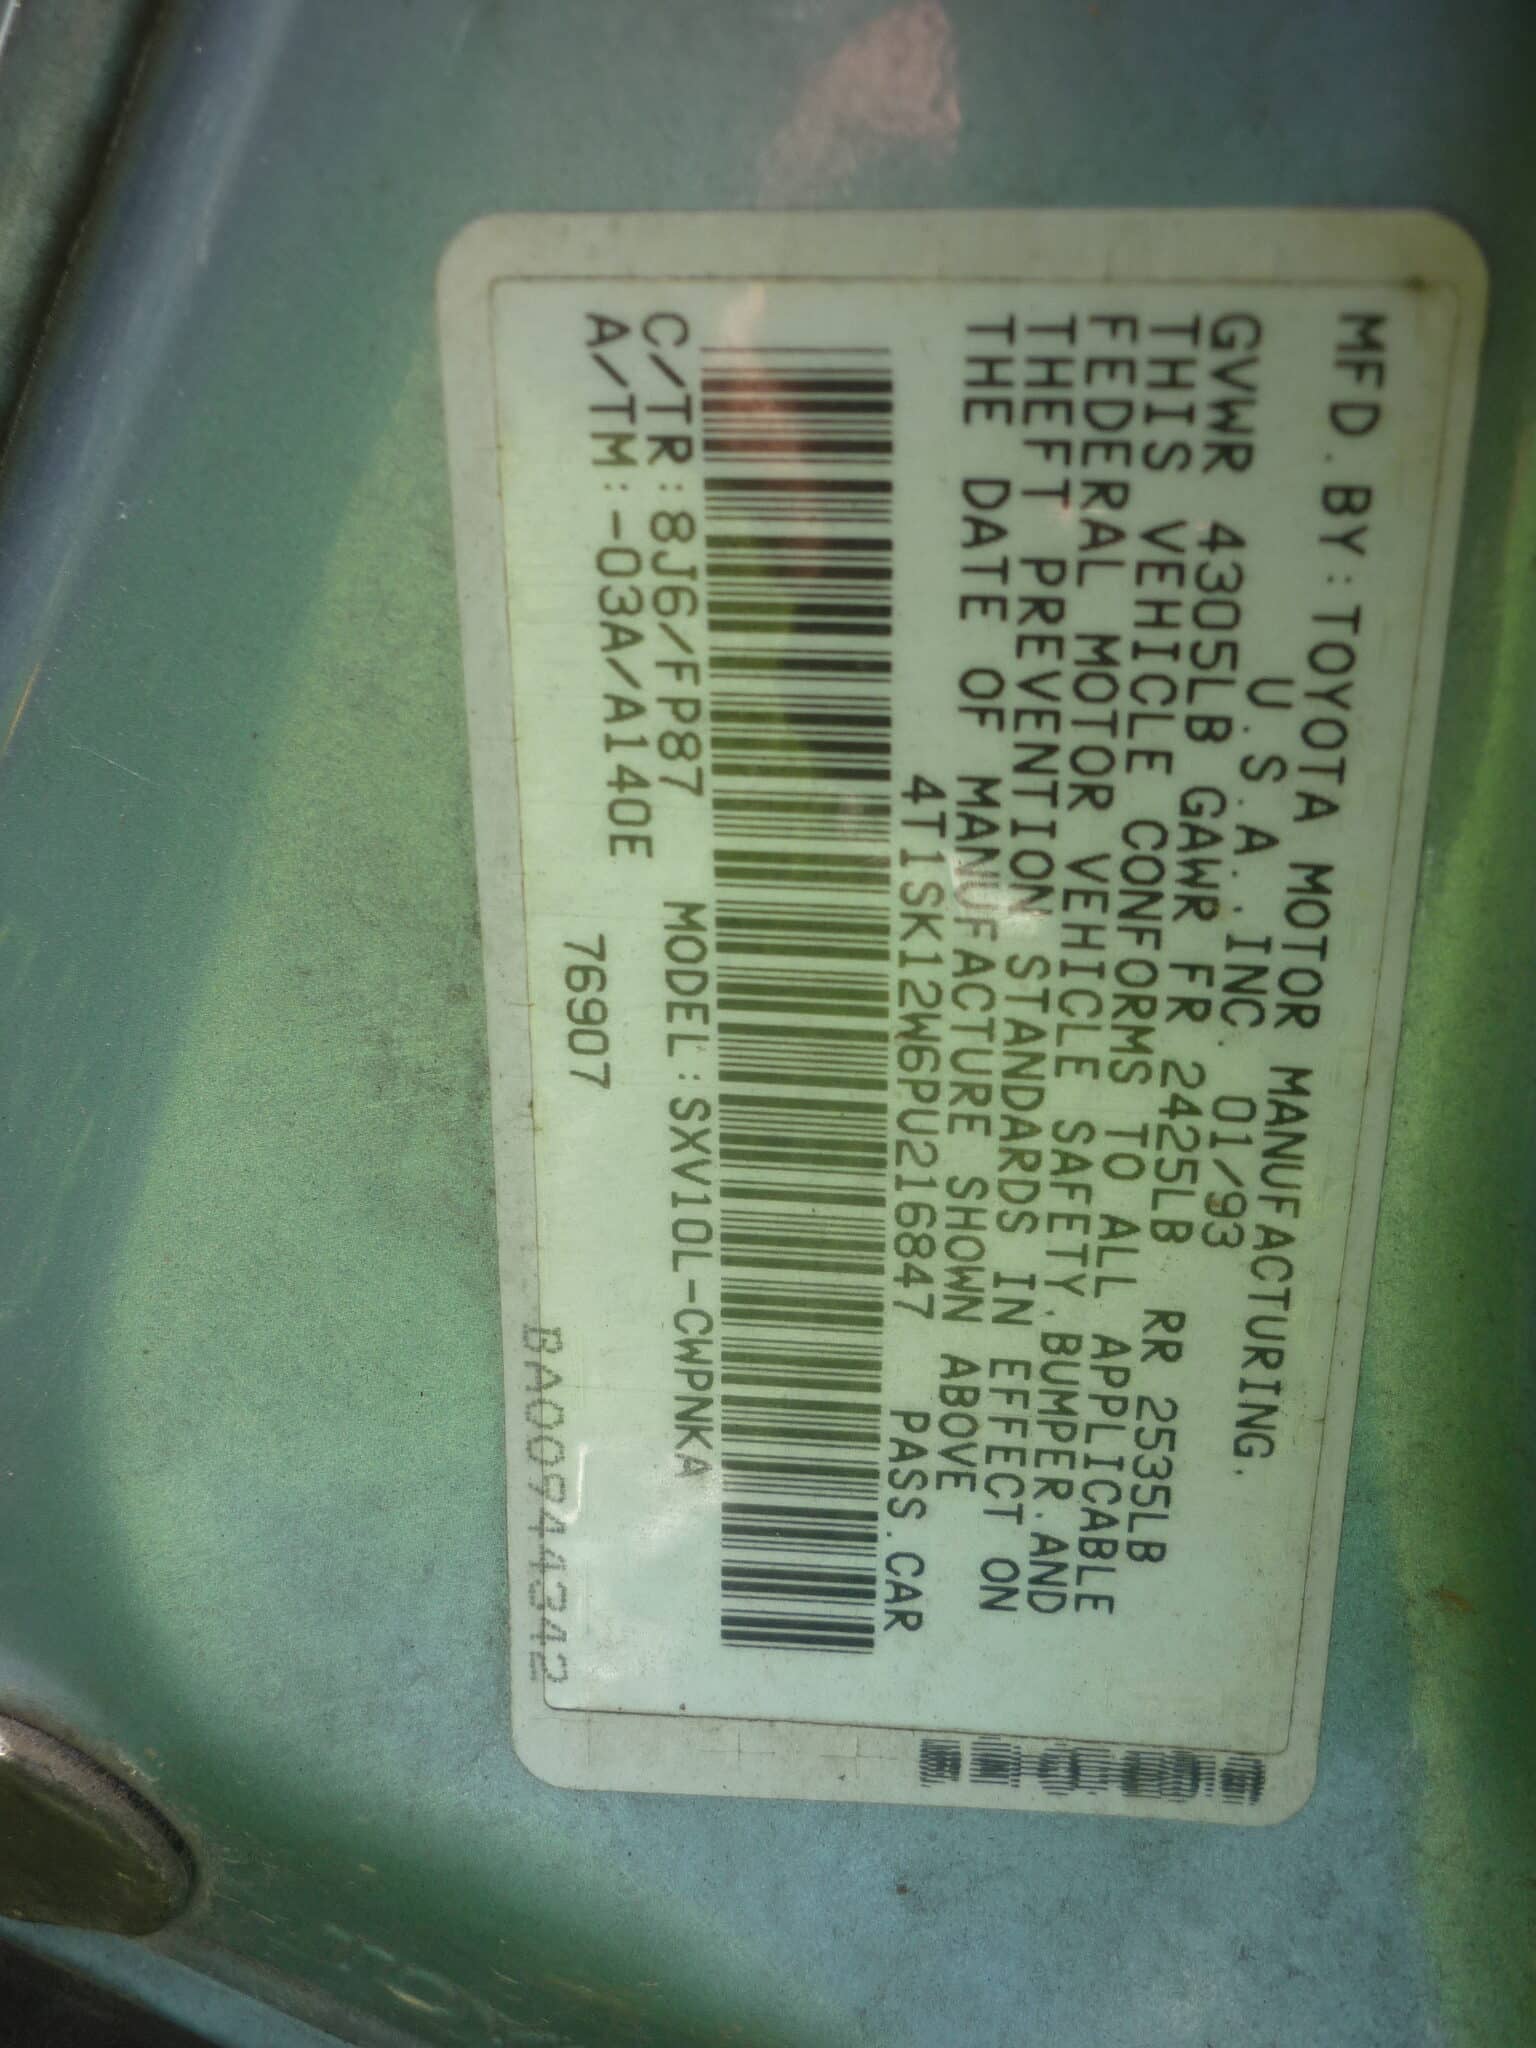 MFD.BY:TOYOTA MOTOR MANUFACTURING.
U.S.A.,INC. 01/93
GVWR 4305LB GAWR FR 2425LB RR 2535LB
THIS VEHICLE CONFORMS TO ALL APPLICABLE
FEDERAL MOTOR VEHICLE SAFETY,BUMPER,AND
THEFT PREVENTION STANDARDS IN EFFECT ON
THE DATE OF MANUFACTURE SHOWN ABOVE
4T1SK12W6PU216847 PASS.CAR
C/TR:8J6/FP87 MODEL:SXV10L-CWPNKA
A/TM:-03A/A140E
76907